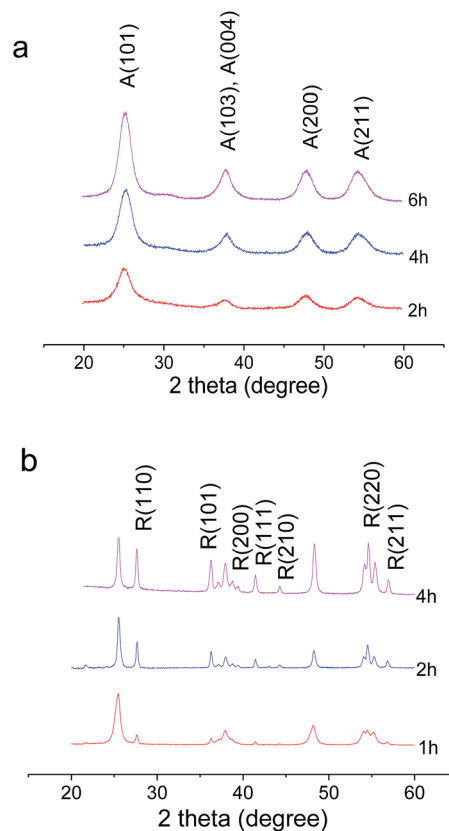 a
A(101)
A(103), A(004)
A(200)
A(211)
6h
4h
2h
20 30 40 50 60
2 theta (degree)
b
R(110)
R(101)
R(200)
R(111)
R(210)
R(220)
R(211)
4h
2h
1h
20 30 40 50 60
2 theta (degree)